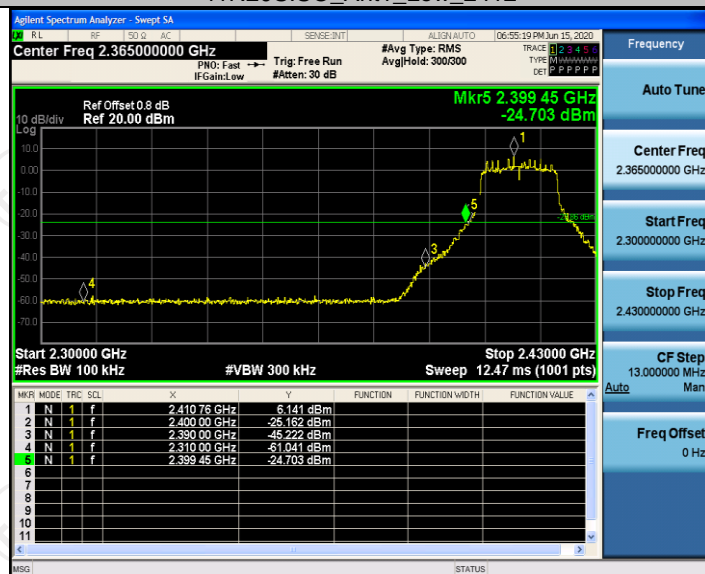 Agilent Spectrum Analyzer - Swept SA
RL RF 50 Ω AC SENSE:INT ALIGN AUTO 06:55:19 PM Jun 15, 2020
Center Freq 2.365000000 GHz
PNO: Fast
IFGain:Low
Trig: Free Run
#Atten: 30 dB
#Avg Type: RMS
Avg|Hold: 300/300
TRACE 1 2 3 4 5 6
TYPE M
DET P P P P P P
Ref Offset 0.8 dB
10 dB/div Ref 20.00 dBm
Log
Mkr5 2.399 45 GHz
-24.703 dBm
10.0
0.00
-10.0
-20.0
-30.0
-40.0
-50.0
-60.0
-70.0
1
5
3
4
Start 2.30000 GHz Stop 2.43000 GHz
#Res BW 100 kHz #VBW 300 kHz Sweep 12.47 ms (1001 pts)
MKR MODE TRC SCL X Y FUNCTION FUNCTION WIDTH FUNCTION VALUE
1 N 1 f 2.410 76 GHz 6.141 dBm
2 N 1 f 2.400 00 GHz -25.162 dBm
3 N 1 f 2.390 00 GHz -45.222 dBm
4 N 1 f 2.310 00 GHz -61.041 dBm
5 N 1 f 2.399 45 GHz -24.703 dBm
6
7
8
9
10
11
MSG STATUS
Frequency
Auto Tune
Center Freq
2.365000000 GHz
Start Freq
2.300000000 GHz
Stop Freq
2.430000000 GHz
CF Step
13.000000 MHz
Auto Man
Freq Offset
0 Hz